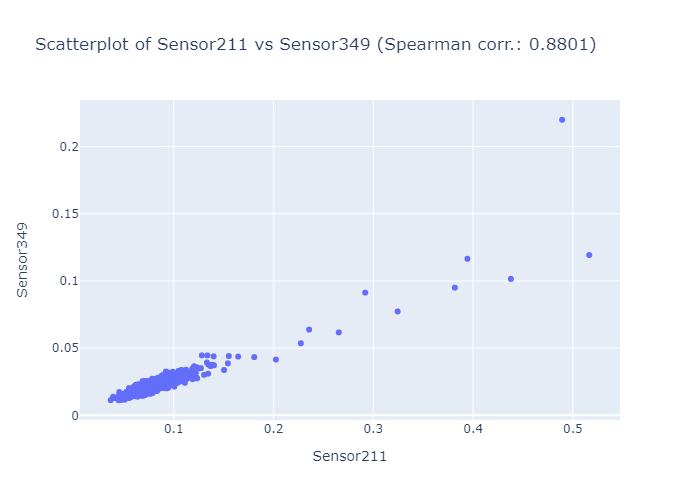 Scatterplot of Sensor211 vs Sensor349 (Spearman corr.: 0.8801)
0.2
0.15
0.1
0.05
0
Sensor349
0.1 0.2 0.3 0.4 0.5
Sensor211